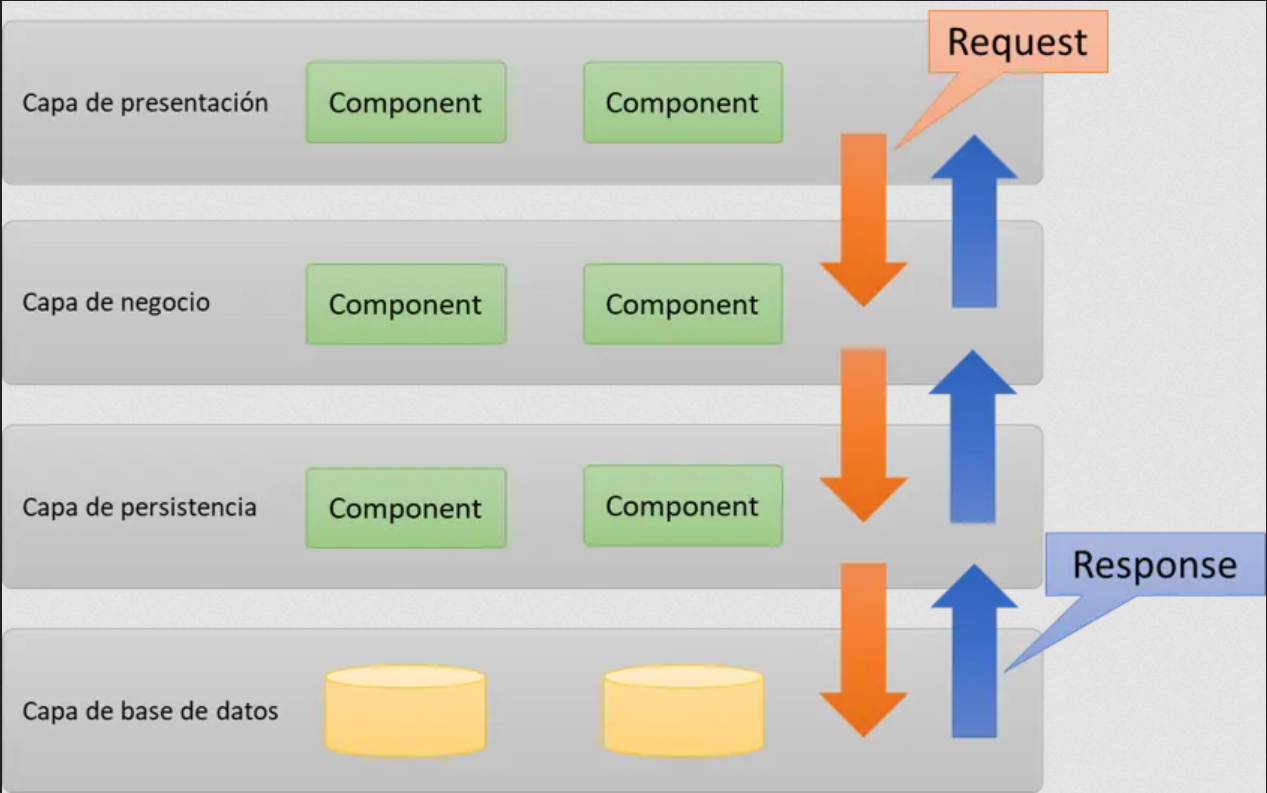 Request
Capa de presentación
Component
Component
Capa de negocio
Component
Component
Capa de persistencia
Component
Component
Response
Capa de base de datos